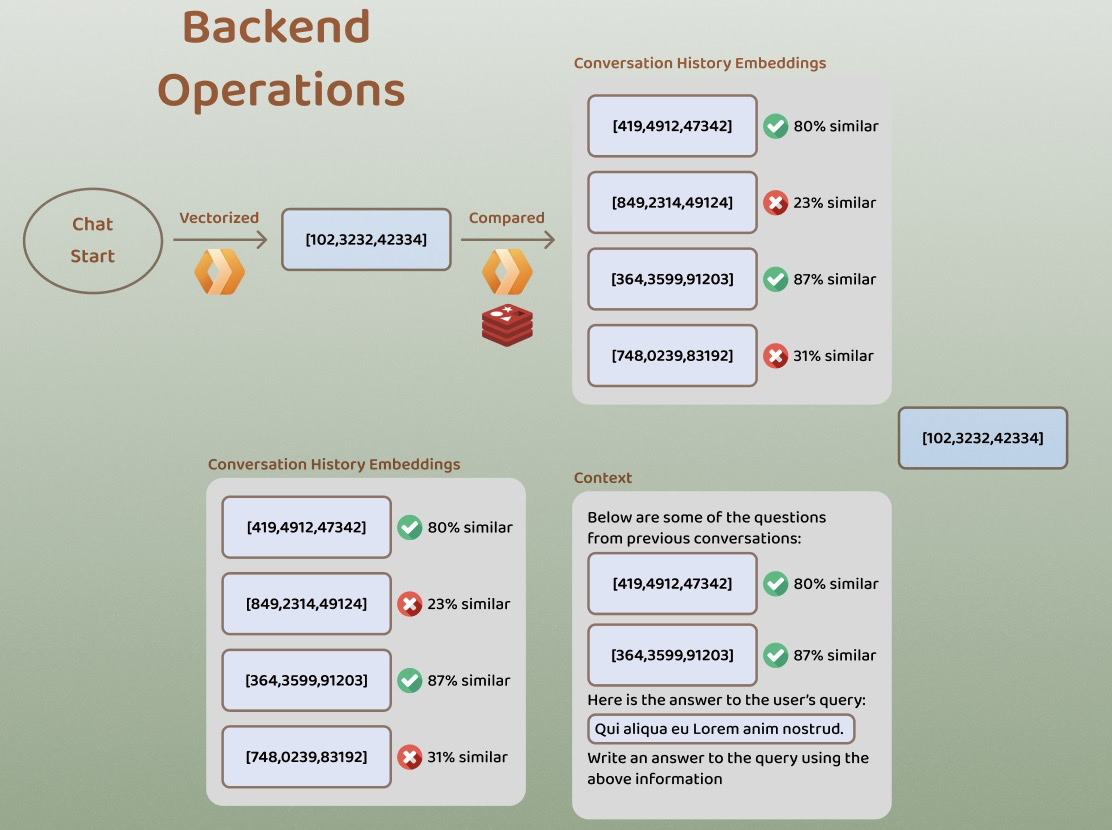 Backend
Operations
Chat
Start
Vectorized
[102,3232,42334]
Compared
Conversation History Embeddings
[419,4912,47342]
80% similar
[849,2314,49124]
23% similar
[364,3599,91203]
87% similar
[748,0239,83192]
31% similar
[102,3232,42334]
Conversation History Embeddings
[419,4912,47342]
80% similar
[849,2314,49124]
23% similar
[364,3599,91203]
87% similar
[748,0239,83192]
31% similar
Context
Below are some of the questions
from previous conversations:
[419,4912,47342]
80% similar
[364,3599,91203]
87% similar
Here is the answer to the user’s query:
Qui aliqua eu Lorem anim nostrud.
Write an answer to the query using the
above information